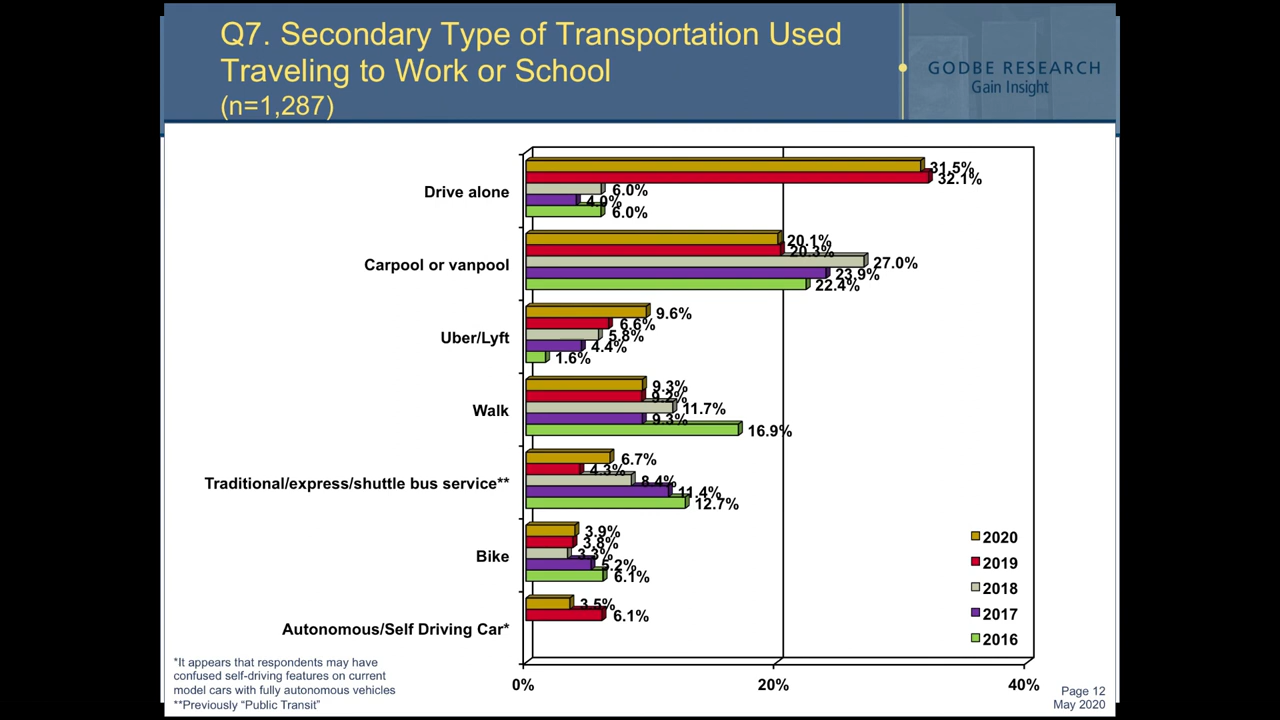 Q7. Secondary Type of Transportation Used
Traveling to Work or School
(n=1,287)
GODBE RESEARCH
Gain Insight
Drive alone
31.5%
32.1%
6.0%
4.0%
6.0%
Carpool or vanpool
20.1%
20.3%
27.0%
23.9%
22.4%
Uber/Lyft
9.6%
6.6%
5.8%
4.4%
1.6%
Walk
9.3%
9.2%
11.7%
9.3%
16.9%
Traditional/express/shuttle bus service**
6.7%
4.3%
8.4%
11.4%
12.7%
Bike
3.9%
3.8%
3.3%
5.2%
6.1%
Autonomous/Self Driving Car*
3.5%
6.1%
2020
2019
2018
2017
2016
0%
20%
40%
*It appears that respondents may have
confused self-driving features on current
model cars with fully autonomous vehicles
**Previously “Public Transit”
Page 12
May 2020